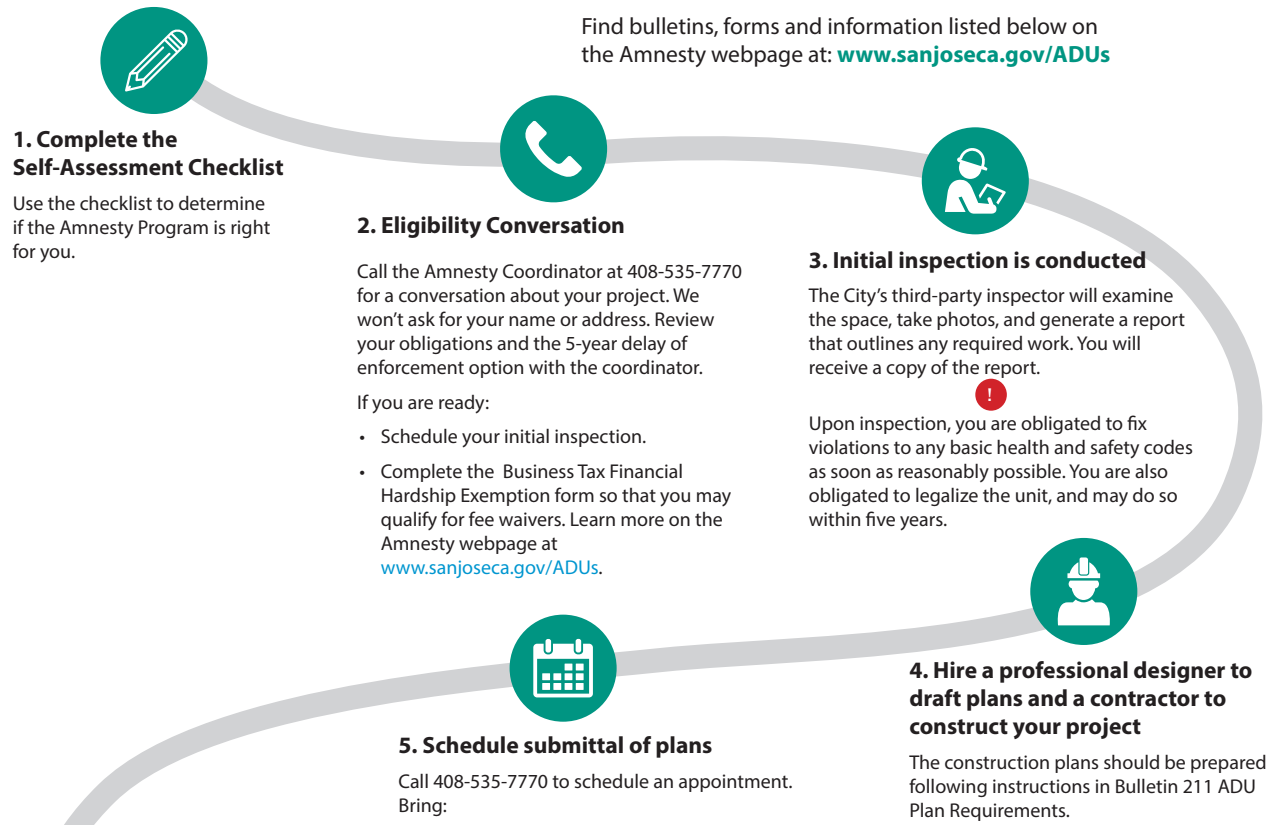 Find bulletins, forms and information listed below on
the Amnesty webpage at: www.sanjoseca.gov/ADUs
1. Complete the
Self-Assessment Checklist
Use the checklist to determine
if the Amnesty Program is right
for you.
2. Eligibility Conversation
Call the Amnesty Coordinator at 408-535-7770
for a conversation about your project. We
won't ask for your name or address. Review
your obligations and the 5-year delay of
enforcement option with the coordinator.
If you are ready:
• Schedule your initial inspection.
• Complete the Business Tax Financial
Hardship Exemption form so that you may
qualify for fee waivers. Learn more on the
Amnesty webpage at
www.sanjoseca.gov/ADUs.
3. Initial inspection is conducted
The City's third-party inspector will examine
the space, take photos, and generate a report
that outlines any required work. You will
receive a copy of the report.
!
Upon inspection, you are obligated to fix
violations to any basic health and safety codes
as soon as reasonably possible. You are also
obligated to legalize the unit, and may do so
within five years.
4. Hire a professional designer to
draft plans and a contractor to
construct your project
The construction plans should be prepared
following instructions in Bulletin 211 ADU
Plan Requirements.
5. Schedule submittal of plans
Call 408-535-7770 to schedule an appointment.
Bring: